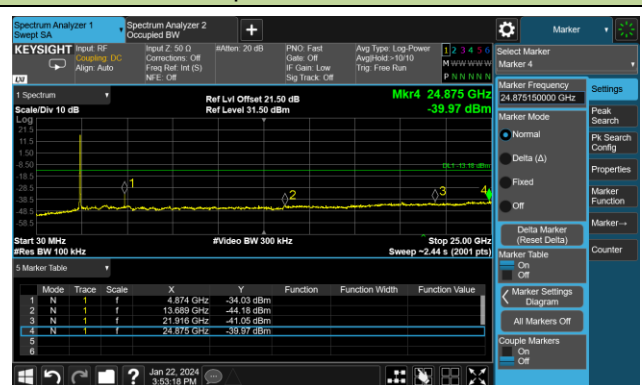 Spectrum Analyzer 1
Swept SA
Spectrum Analyzer 2
Occupied BW
Marker
KEYSIGHT
Input: RF
Coupling: DC
Align: Auto
Input Z: 50 Ω
Corrections: Off
Freq Ref: Int (S)
NFE: Off
#Atten: 20 dB
PNO: Fast
Gate: Off
IF Gain: Low
Sig Track: Off
Avg Type: Log-Power
Avg|Hold:>10/10
Trig: Free Run
1 2 3 4 5 6
M W W W W W
P N N N N N
LXI
Select Marker
Marker 4
1 Spectrum
Scale/Div 10 dB
Ref Lvl Offset 21.50 dB
Ref Level 31.50 dBm
Mkr4 24.875 GHz
-39.97 dBm
Log
21.5
11.5
1.50
-8.50
-18.5
-28.5
-38.5
-48.5
-58.5
DL1 -13.18 dBm
1
2
3
4
Start 30 MHz
#Res BW 100 kHz
#Video BW 300 kHz
Stop 25.00 GHz
Sweep ~2.44 s (2001 pts)
5 Marker Table
Mode Trace Scale X Y Function Function Width Function Value
1 N 1 f 4.874 GHz -34.03 dBm
2 N 1 f 13.689 GHz -44.18 dBm
3 N 1 f 21.916 GHz -41.05 dBm
4 N 1 f 24.875 GHz -39.97 dBm
5
6
Marker Frequency
24.875150000 GHz
Marker Mode
Normal
Delta (Δ)
Fixed
Off
Delta Marker
(Reset Delta)
Marker Table
On
Off
Marker Settings
Diagram
All Markers Off
Couple Markers
On
Off
Settings
Peak
Search
Pk Search
Config
Properties
Marker
Function
Marker→
Counter
Jan 22, 2024
3:53:18 PM